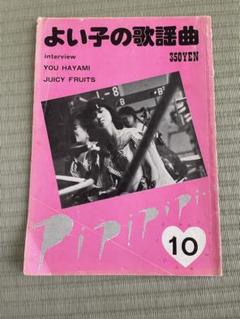 よい子の歌謡曲
interview
350YEN
YOU HAYAMI
JUICY FRUITS
PiPiPiPi
10